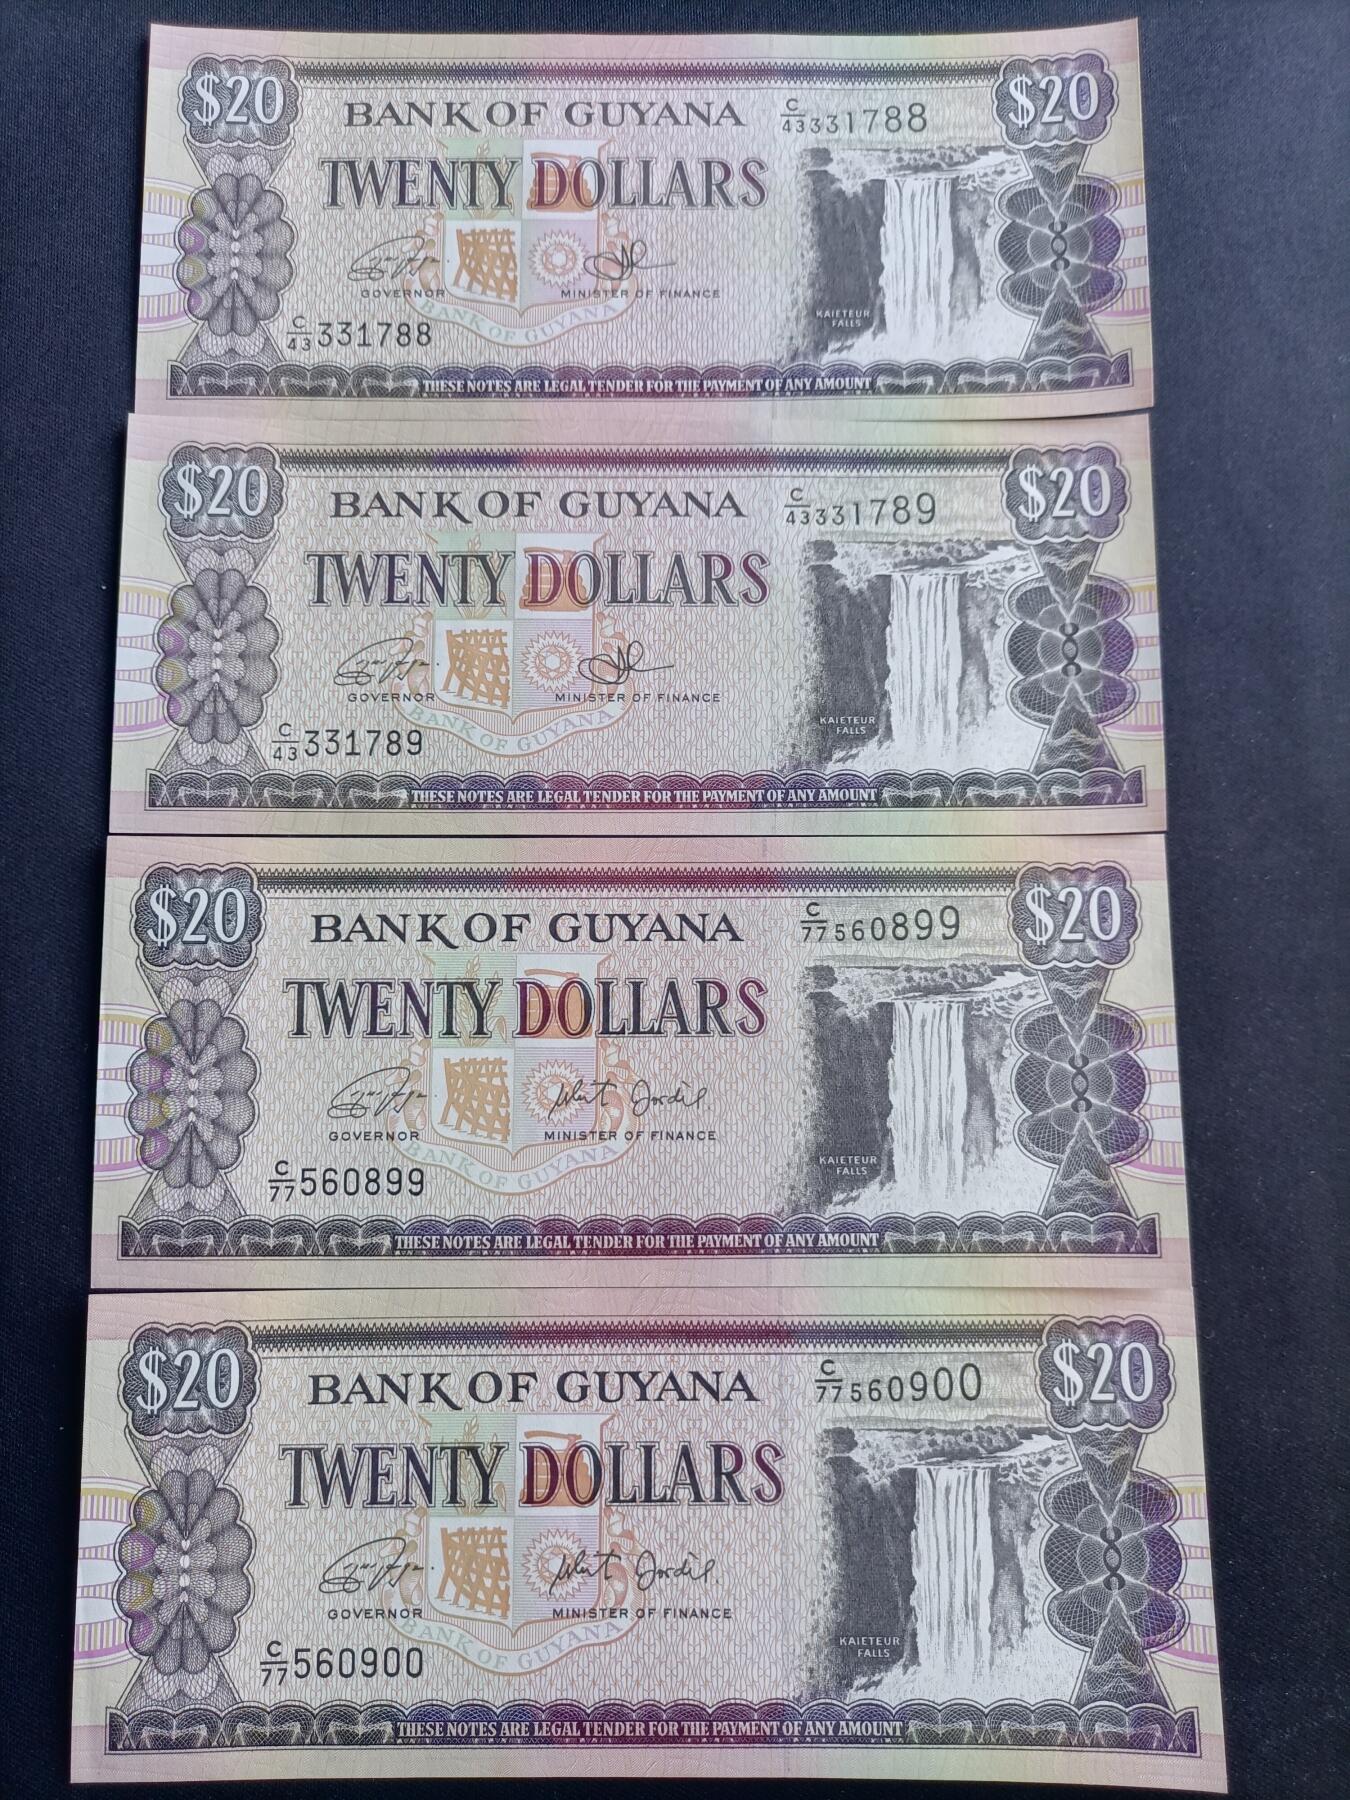 $20 BANK OF GUYANA C/43 331788 $20
TWENTY DOLLARS
GOVERNOR MINISTER OF FINANCE
BANK OF GUYANA
KAIETEUR
FALLS
C/43 331788
THESE NOTES ARE LEGAL TENDER FOR THE PAYMENT OF ANY AMOUNT
$20 BANK OF GUYANA C/43 331789 $20
TWENTY DOLLARS
GOVERNOR MINISTER OF FINANCE
BANK OF GUYANA
KAIETEUR
FALLS
C/43 331789
THESE NOTES ARE LEGAL TENDER FOR THE PAYMENT OF ANY AMOUNT
$20 BANK OF GUYANA C/77 560899 $20
TWENTY DOLLARS
GOVERNOR MINISTER OF FINANCE
BANK OF GUYANA
KAIETEUR
FALLS
C/77 560899
THESE NOTES ARE LEGAL TENDER FOR THE PAYMENT OF ANY AMOUNT
$20 BANK OF GUYANA C/77 560900 $20
TWENTY DOLLARS
GOVERNOR MINISTER OF FINANCE
BANK OF GUYANA
KAIETEUR
FALLS
C/77 560900
THESE NOTES ARE LEGAL TENDER FOR THE PAYMENT OF ANY AMOUNT